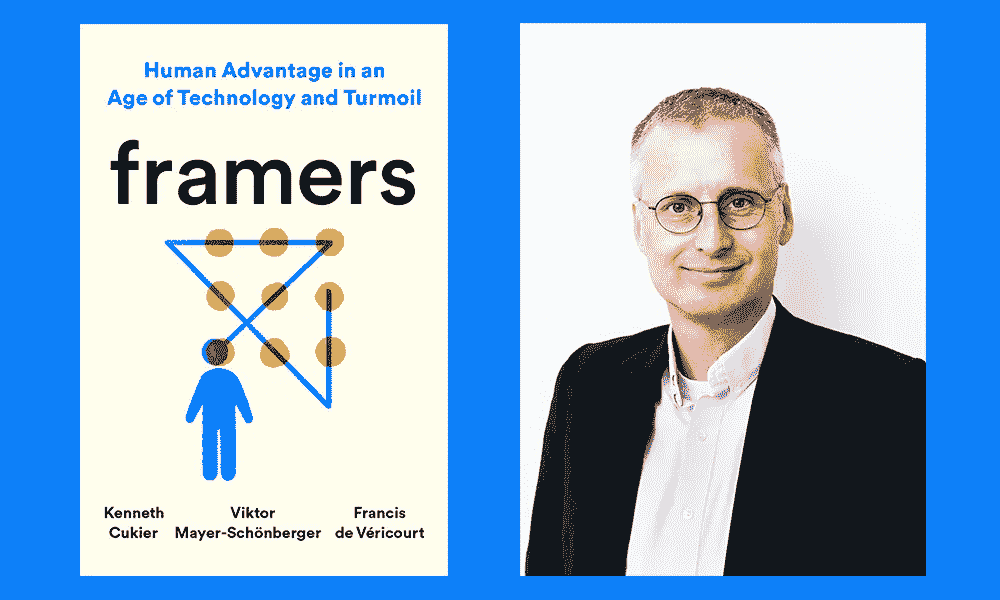 Human Advantage in an
Age of Technology and Turmoil
framers
Kenneth
Cukier
Viktor
Mayer-Schönberger
Francis
de Véricourt